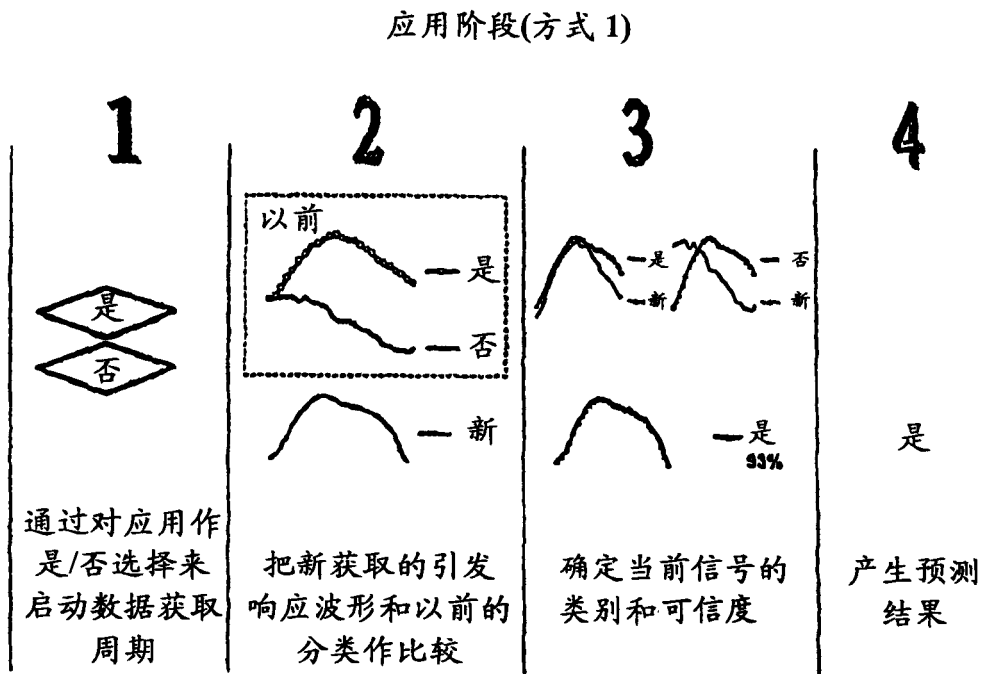 应用阶段(方式 1)
1
2
3
4
是
否
以前
是
否
新
是
新
否
新
是
99%
是
通过对应用作
是/否选择来
启动数据获取
周期
把新获取的引发
响应波形和以前的
分类作比较
确定当前信号的
类别和可信度
产生预测
结果